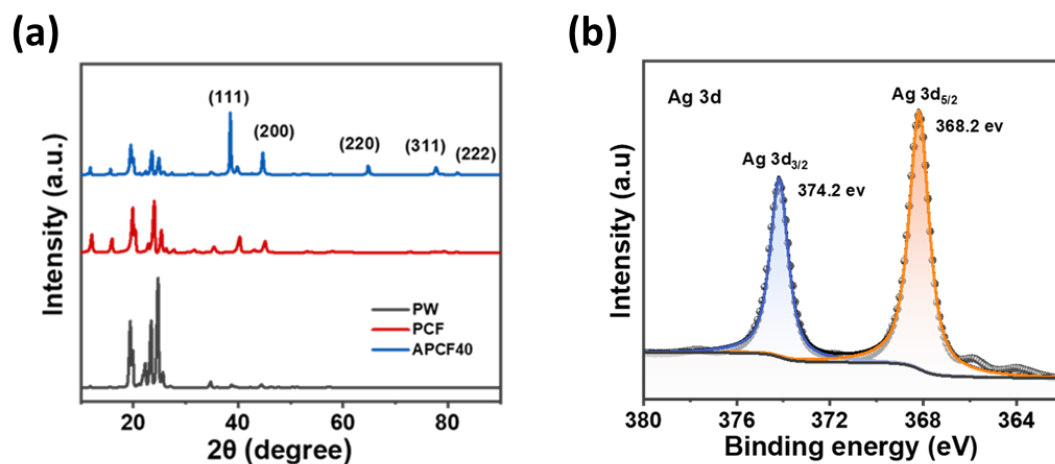 (a)
Intensity (a.u.)
(111)
(200)
(220)
(311)
(222)
PW
PCF
APCF40
20
40
60
80
2θ (degree)
(b)
Intensity (a.u)
Ag 3d
Ag 3d3/2
374.2 ev
Ag 3d5/2
368.2 ev
380
376
372
368
364
Binding energy (eV)